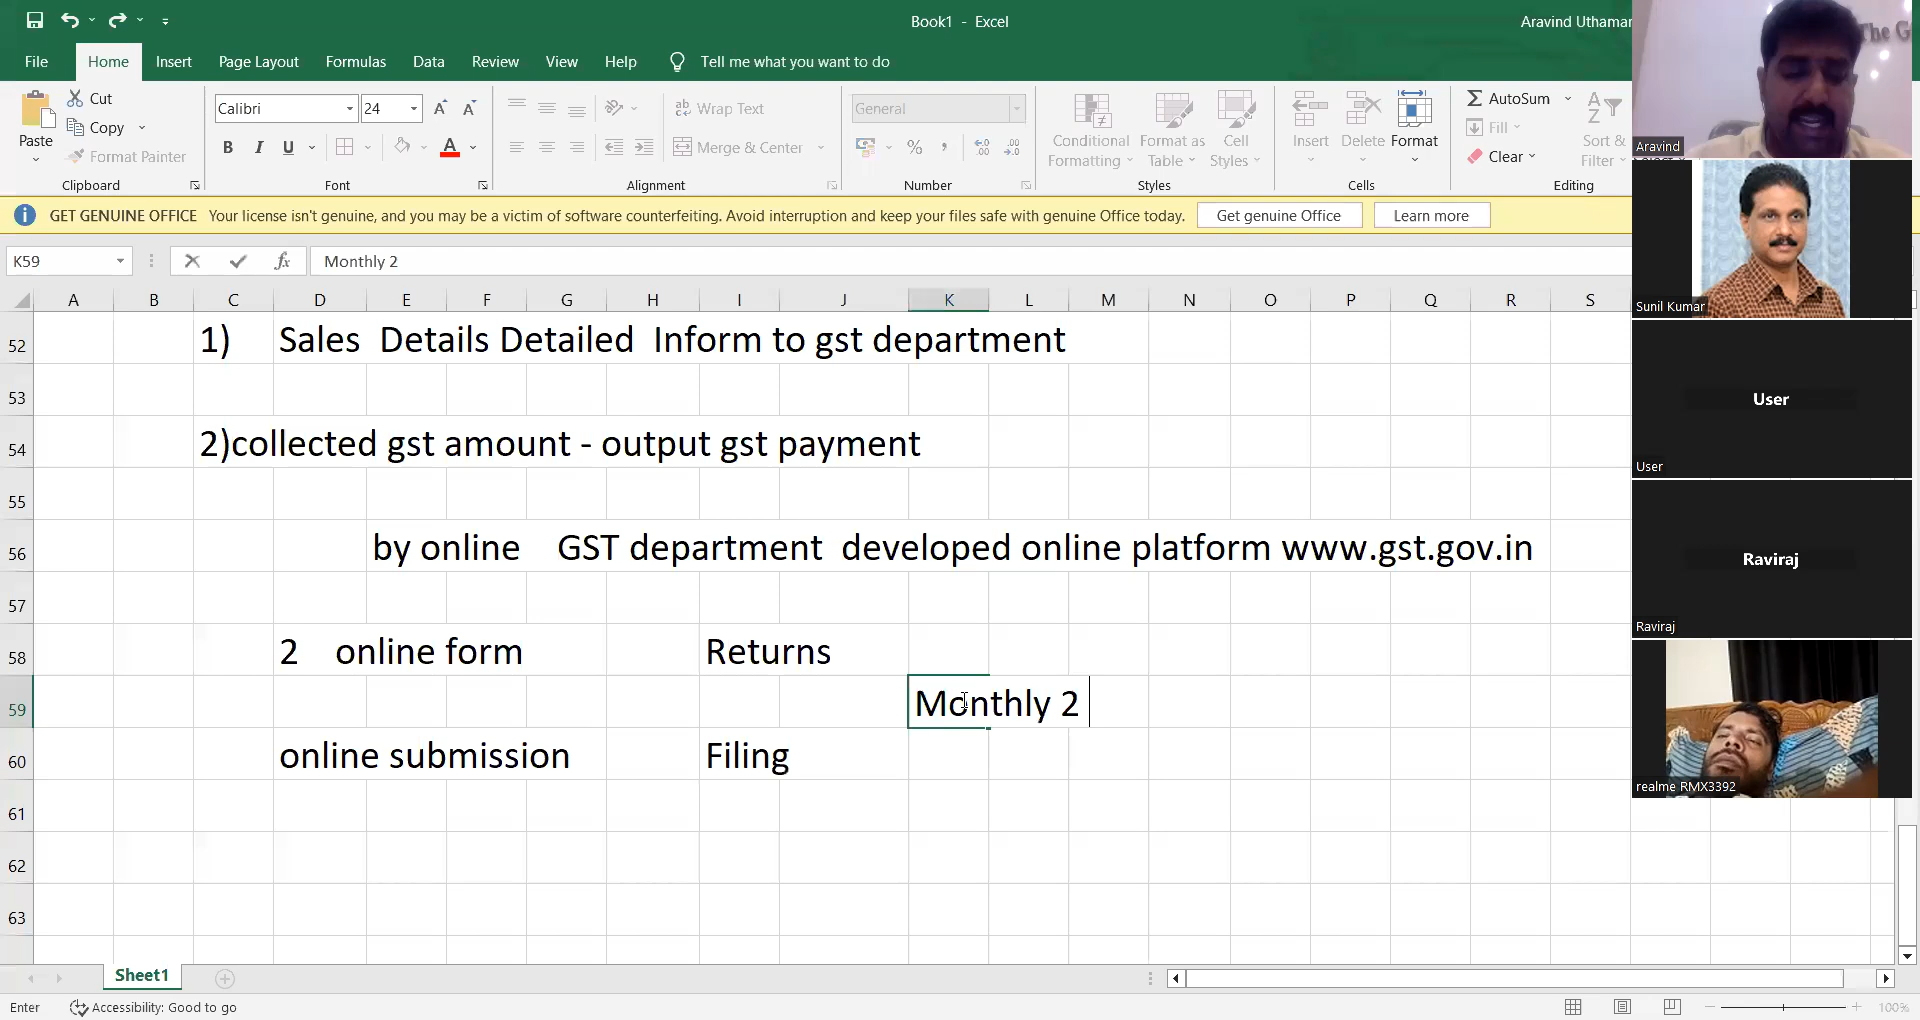 Book1 - Excel
Aravind Uthaman
File Home Insert Page Layout Formulas Data Review View Help Tell me what you want to do
Paste
Cut
Copy
Format Painter
Clipboard
Calibri 24
B I U
Font
Wrap Text
Merge & Center
Alignment
General
Number
Conditional Formatting
Format as Table
Cell Styles
Styles
Insert Delete Format
Cells
AutoSum
Fill
Clear
Sort & Filter
Editing
GET GENUINE OFFICE Your license isn't genuine, and you may be a victim of software counterfeiting. Avoid interruption and keep your files safe with genuine Office today. Get genuine Office Learn more
K59 fx Monthly 2
A B C D E F G H I J K L M N O P Q R S
52 1) Sales Details Detailed Inform to gst department
53
54 2)collected gst amount - output gst payment
55
56 by online GST department developed online platform www.gst.gov.in
57
58 2 online form Returns
59 Monthly 2
60 online submission Filing
61
62
63
Sheet1
Enter Accessibility: Good to go 100%
The
Aravind
Sunil Kumar
User
User
Raviraj
Raviraj
realme RMX3392